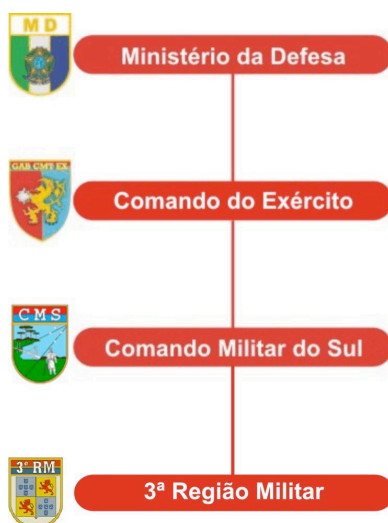 MD
Ministério da Defesa
GAB CMT EX
Comando do Exército
CMS
Comando Militar do Sul
3ª RM
3ª Região Militar